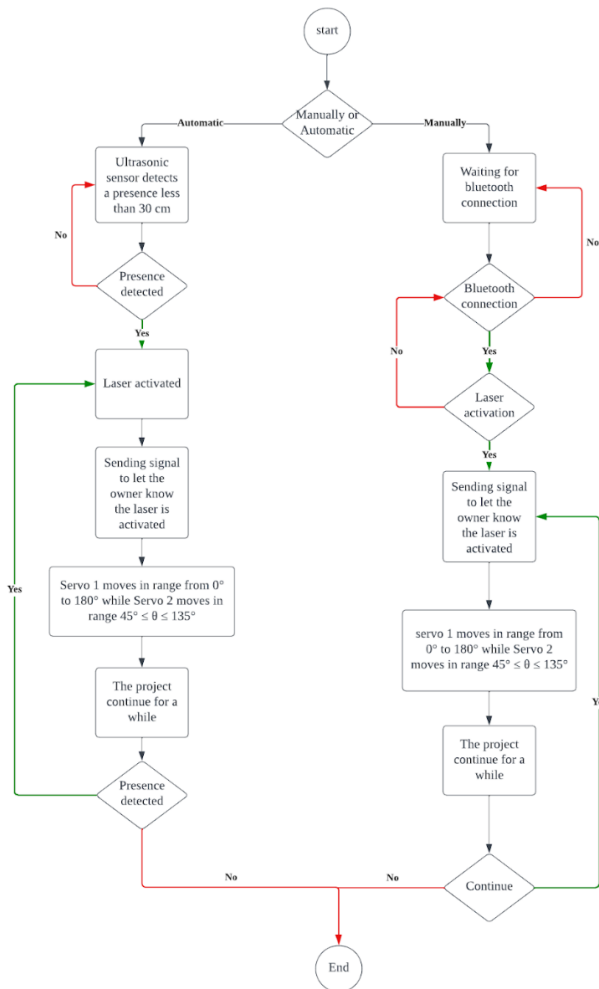 start
Manually or
Automatic
Automatic
Manually
Ultrasonic
sensor detects
a presence less
than 30 cm
No
Presence
detected
Yes
Laser activated
Sending signal
to let the
owner know
the laser is
activated
Yes
Servo 1 moves in range from 0°
to 180° while Servo 2 moves in
range 45° ≤ θ ≤ 135°
The project
continue for a
while
Presence
detected
No
Waiting for
bluetooth
connection
No
Bluetooth
connection
No
Yes
Laser
activation
Yes
Sending signal
to let the
owner know
the laser is
activated
servo 1 moves in range from
0° to 180° while Servo 2
moves in range 45° ≤ θ ≤ 135°
The project
continue for a
while
Continue
No
End